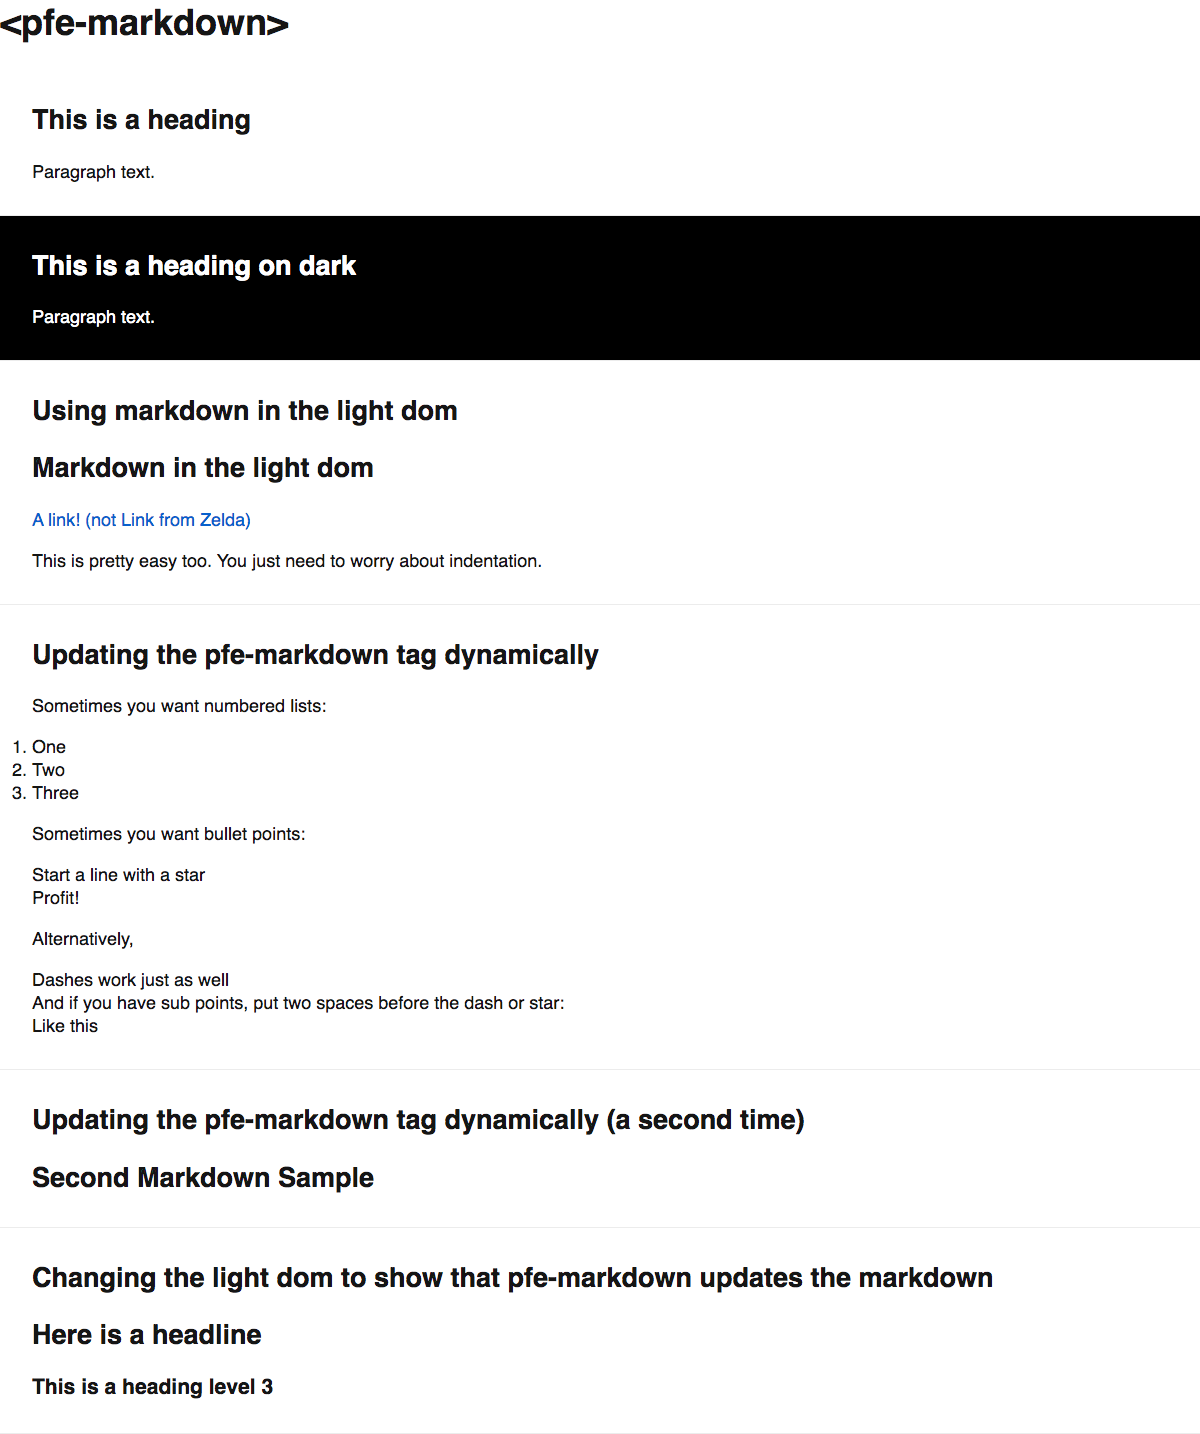 <pfe-markdown>
This is a heading
Paragraph text.
This is a heading on dark
Paragraph text.
Using markdown in the light dom
Markdown in the light dom
A link! (not Link from Zelda)
This is pretty easy too. You just need to worry about indentation.
Updating the pfe-markdown tag dynamically
Sometimes you want numbered lists:
1. One
2. Two
3. Three
Sometimes you want bullet points:
Start a line with a star
Profit!
Alternatively,
Dashes work just as well
And if you have sub points, put two spaces before the dash or star:
Like this
Updating the pfe-markdown tag dynamically (a second time)
Second Markdown Sample
Changing the light dom to show that pfe-markdown updates the markdown
Here is a headline
This is a heading level 3